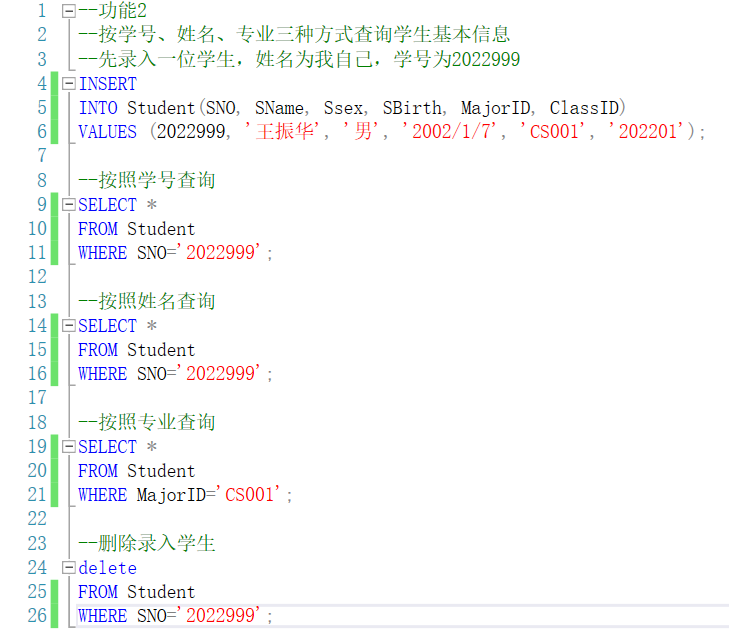 1 --功能2
2 --按学号、姓名、专业三种方式查询学生基本信息
3 --先录入一位学生，姓名为我自己，学号为2022999
4 INSERT
5 INTO Student(SNO, SName, Ssex, SBirth, MajorID, ClassID)
6 VALUES (2022999, '王振华', '男', '2002/1/7', 'CS001', '202201');
7
8 --按照学号查询
9 SELECT *
10 FROM Student
11 WHERE SNO='2022999';
12
13 --按照姓名查询
14 SELECT *
15 FROM Student
16 WHERE SNO='2022999';
17
18 --按照专业查询
19 SELECT *
20 FROM Student
21 WHERE MajorID='CS001';
22
23 --删除录入学生
24 delete
25 FROM Student
26 WHERE SNO='2022999';